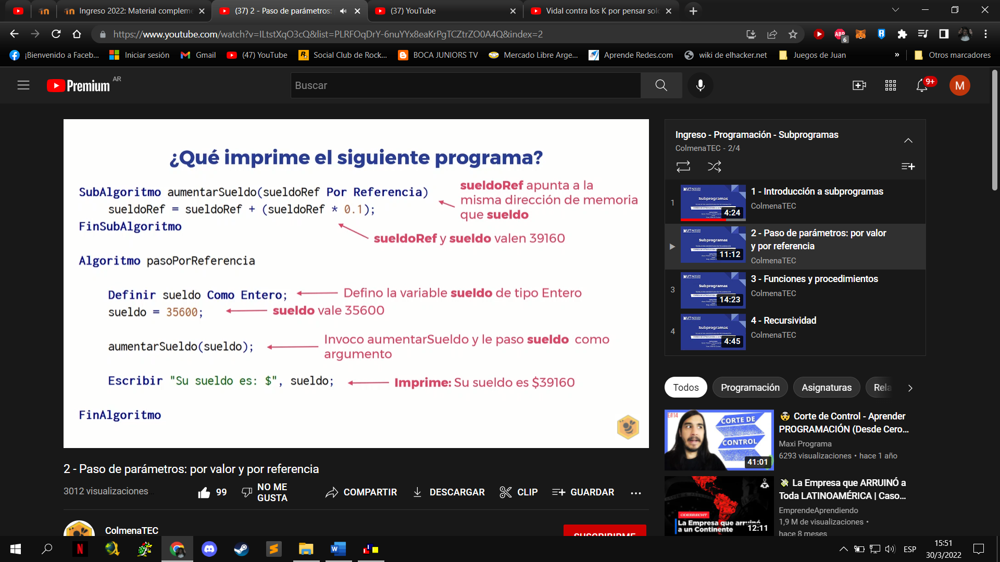 Ingreso 2022: Material compleme
(37) 2 - Paso de parámetros:
(37) YouTube
Vidal contra los K por pensar solo
https://www.youtube.com/watch?v=ILtstXqO3cQ&list=PLRFOqDrY-6nuYYx8eaKrPgTCZtrZO0A4Q&index=2
ABP
6
¡Bienvenido a Faceb...
Iniciar sesión
Gmail
(47) YouTube
Social Club de Rock...
BOCA JUNIORS TV
Mercado Libre Arge...
Aprende Redes.com
wiki de elhacker.net
Juegos de Juan
»
Otros marcadores
Premium AR
Buscar
9+
M
¿Qué imprime el siguiente programa?
SubAlgoritmo aumentarSueldo(sueldoRef Por Referencia)
sueldoRef = sueldoRef + (sueldoRef * 0.1);
FinSubAlgoritmo
sueldoRef apunta a la
misma dirección de memoria
que sueldo
sueldoRef y sueldo valen 39160
Algoritmo pasoPorReferencia
Definir sueldo Como Entero;
Defino la variable sueldo de tipo Entero
sueldo = 35600;
sueldo vale 35600
aumentarSueldo(sueldo);
Invoco aumentarSueldo y le paso sueldo como
argumento
Escribir "Su sueldo es: $", sueldo;
Imprime: Su sueldo es $39160
FinAlgoritmo
2 - Paso de parámetros: por valor y por referencia
3012 visualizaciones
99
NO ME
GUSTA
COMPARTIR
DESCARGAR
CLIP
GUARDAR
ColmenaTEC
SUSCRIBIRME
Ingreso - Programación - Subprogramas
ColmenaTEC - 2/4
1
UTN
Subprogramas
4:24
1 - Introducción a subprogramas
ColmenaTEC
UTN
Subprogramas
11:12
2 - Paso de parámetros: por valor
y por referencia
ColmenaTEC
3
UTN
Subprogramas
14:23
3 - Funciones y procedimientos
ColmenaTEC
4
UTN
Subprogramas
4:45
4 - Recursividad
ColmenaTEC
Todos
Programación
Asignaturas
Rela
E#14
CORTE DE
CONTROL
41:01
Corte de Control - Aprender
PROGRAMACIÓN (Desde Cero...
Maxi Programa
6293 visualizaciones • hace 1 año
ODEBRECHT
La Empresa que arruinó
a un Continente
12:11
La Empresa que ARRUINÓ a
Toda LATINOAMÉRICA | Caso...
EmprendeAprendiendo
1,9 M de visualizaciones •
hace 8 meses
ESP
15:51
30/3/2022